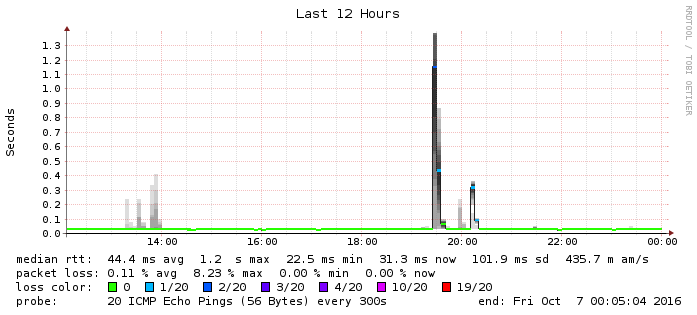 Last 12 Hours
RRDTOOL / TOBI OETIKER
Seconds
1.3
1.2
1.1
1.0
0.9
0.8
0.7
0.6
0.5
0.4
0.3
0.2
0.1
0.0
14:00 16:00 18:00 20:00 22:00 00:00
median rtt: 44.4 ms avg 1.2 s max 22.5 ms min 31.3 ms now 101.9 ms sd 435.7 m am/s
packet loss: 0.11 % avg 8.23 % max 0.00 % min 0.00 % now
loss color: 0 1/20 2/20 3/20 4/20 10/20 19/20
probe: 20 ICMP Echo Pings (56 Bytes) every 300s end: Fri Oct 7 00:05:04 2016